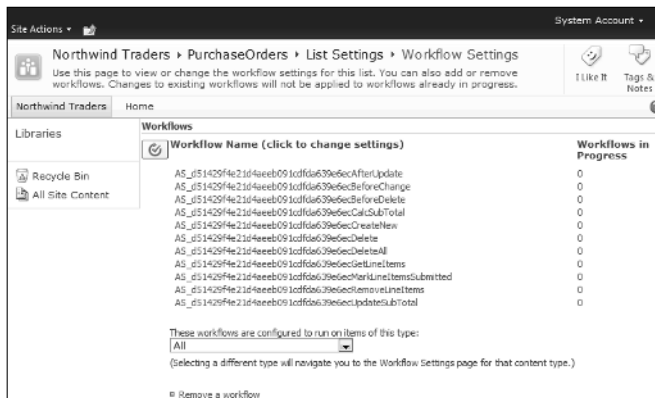 System Account
Site Actions
Northwind Traders ▸ PurchaseOrders ▸ List Settings ▸ Workflow Settings
Use this page to view or change the workflow settings for this list. You can also add or remove
workflows. Changes to existing workflows will not be applied to workflows already in progress.
I Like It
Tags &
Notes
Northwind Traders Home
Libraries
Recycle Bin
All Site Content
Workflows
Workflow Name (click to change settings) Workflows in
Progress
AS_d51429f4e21d4aeeb091cdfda639e6ecAfterUpdate 0
AS_d51429f4e21d4aeeb091cdfda639e6ecBeforeChange 0
AS_d51429f4e21d4aeeb091cdfda639e6ecBeforeDelete 0
AS_d51429f4e21d4aeeb091cdfda639e6ecCalcSubTotal 0
AS_d51429f4e21d4aeeb091cdfda639e6ecCreateNew 0
AS_d51429f4e21d4aeeb091cdfda639e6ecDelete 0
AS_d51429f4e21d4aeeb091cdfda639e6ecDeleteAll 0
AS_d51429f4e21d4aeeb091cdfda639e6ecGetLineItems 0
AS_d51429f4e21d4aeeb091cdfda639e6ecMarkLineItemsSubmitted 0
AS_d51429f4e21d4aeeb091cdfda639e6ecRemoveLineItems 0
AS_d51429f4e21d4aeeb091cdfda639e6ecUpdateSubTotal 0
These workflows are configured to run on items of this type:
All
(Selecting a different type will navigate you to the Workflow Settings page for that content type.)
Remove a workflow